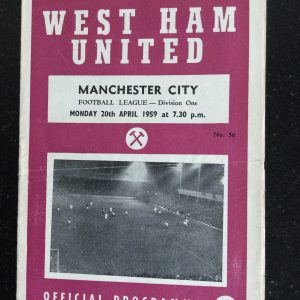 WEST HAM
UNITED
MANCHESTER CITY
FOOTBALL LEAGUE — Division One
MONDAY 20th APRIL 1959 at 7.30 p.m.
No. 56
OFFICIAL PROGRAMME